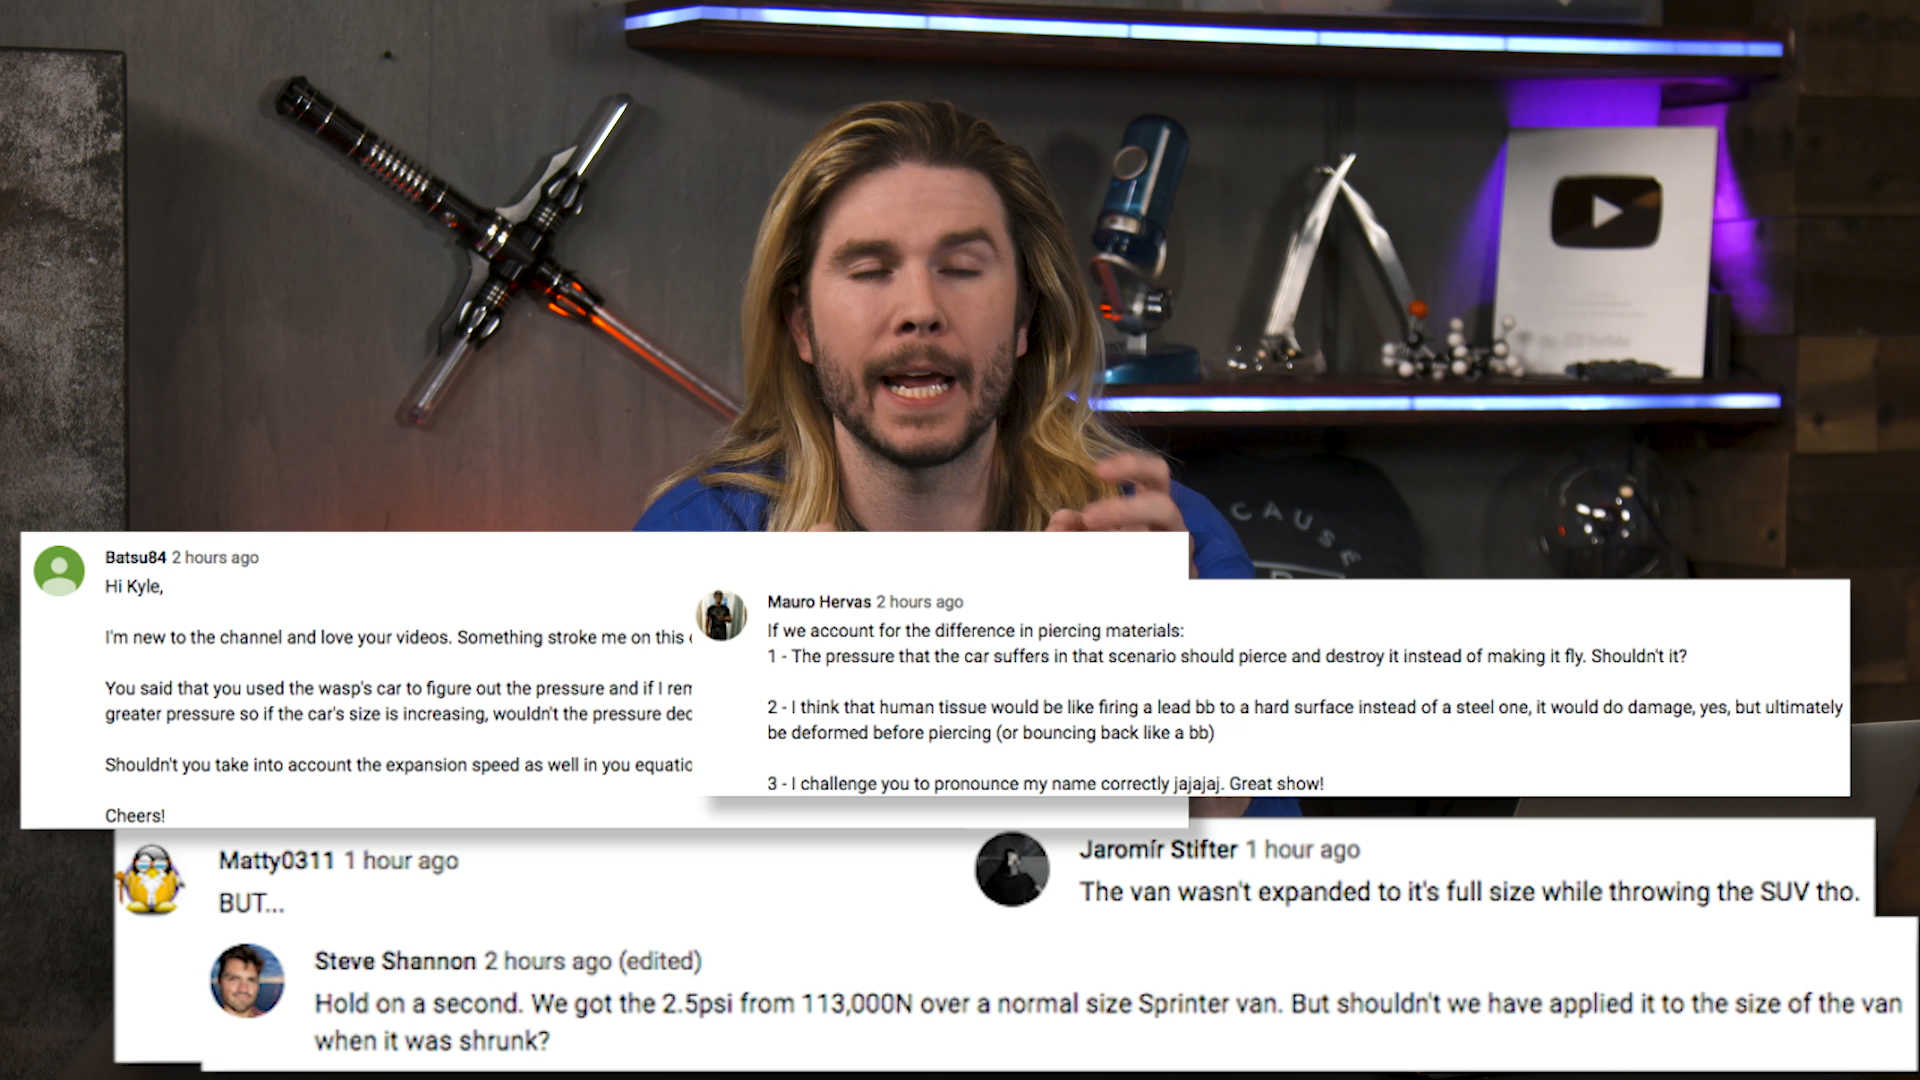 CAUSE
Batsu84 2 hours ago
Hi Kyle,
I'm new to the channel and love your videos. Something stroke me on this
You said that you used the wasp's car to figure out the pressure and if I
greater pressure so if the car's size is increasing, wouldn't the pressure
Shouldn't you take into account the expansion speed as well in you
Cheers!
Mauro Hervas 2 hours ago
If we account for the difference in piercing materials:
1 - The pressure that the car suffers in that scenario should pierce and destroy it instead of making it fly. Shouldn't it?
2 - I think that human tissue would be like firing a lead bb to a hard surface instead of a steel one, it would do damage, yes, but ultimately
be deformed before piercing (or bouncing back like a bb)
3 - I challenge you to pronounce my name correctly jajajaj. Great show!
Matty0311 1 hour ago
BUT...
Jaromír Stifter 1 hour ago
The van wasn't expanded to it's full size while throwing the SUV tho.
Steve Shannon 2 hours ago (edited)
Hold on a second. We got the 2.5psi from 113,000N over a normal size Sprinter van. But shouldn't we have applied it to the size of the van
when it was shrunk?